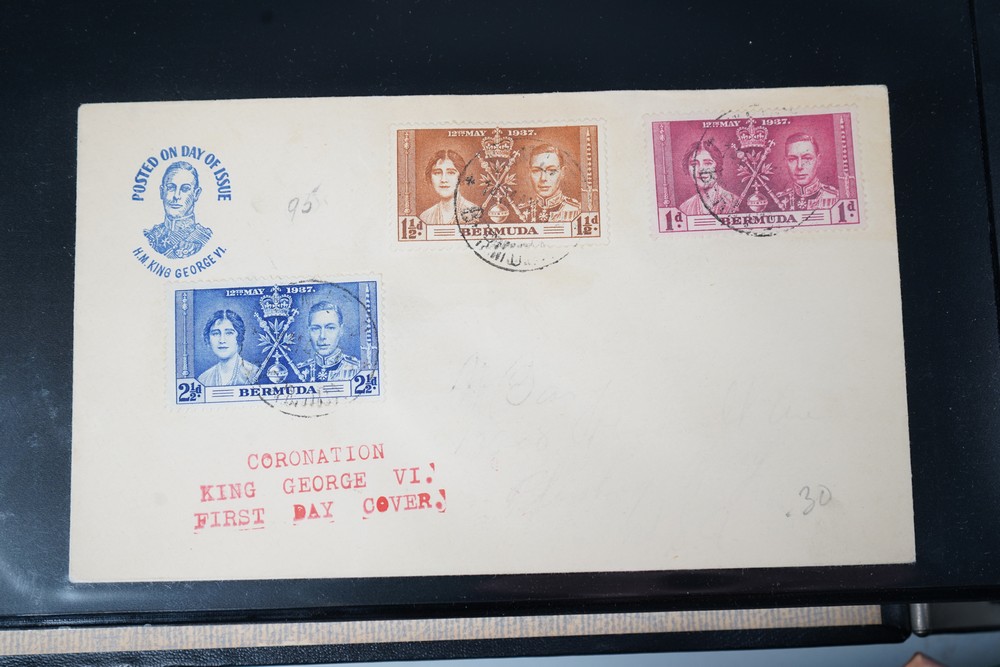 POSTED ON DAY OF ISSUE
H.M. KING GEORGE VI.
95
12TH MAY 1937.
1½d. 1½d.
BERMUDA
12TH MAY 1937.
1d. 1d.
BERMUDA
12TH MAY 1937.
2½d. 2½d.
BERMUDA
CORONATION
KING GEORGE VI.
FIRST DAY COVER.
.30